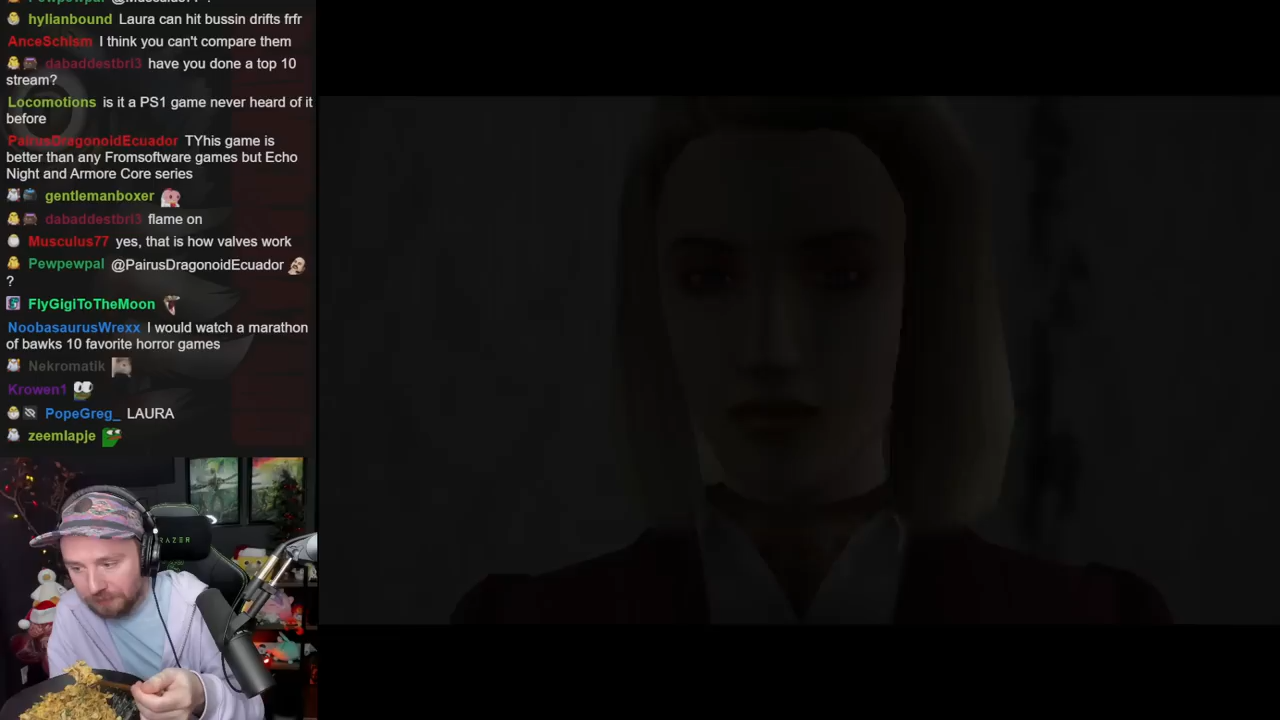 Pewpewpal @Musculus77 ?
hylianbound Laura can hit bussin drifts frfr
AnceSchism I think you can't compare them
dabaddestbri3 have you done a top 10
stream?
Locomotions is it a PS1 game never heard of it
before
PairusDragonoidEcuador TYhis game is
better than any Fromsoftware games but Echo
Night and Armore Core series
gentlemanboxer
dabaddestbri3 flame on
Musculus77 yes, that is how valves work
Pewpewpal @PairusDragonoidEcuador
?
FlyGigiToTheMoon
NoobasaurusWrexx I would watch a marathon
of bawks 10 favorite horror games
Nekromatik
Krowen1
PopeGreg_ LAURA
zeemlapje
RAZER